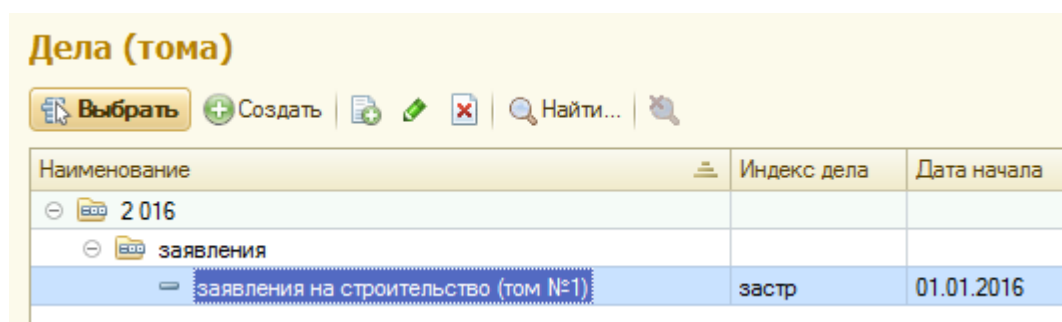 Дела (тома)
Выбрать Создать Найти...
Наименование Индекс дела Дата начала
2 016
заявления
заявления на строительство (том №1) застр 01.01.2016